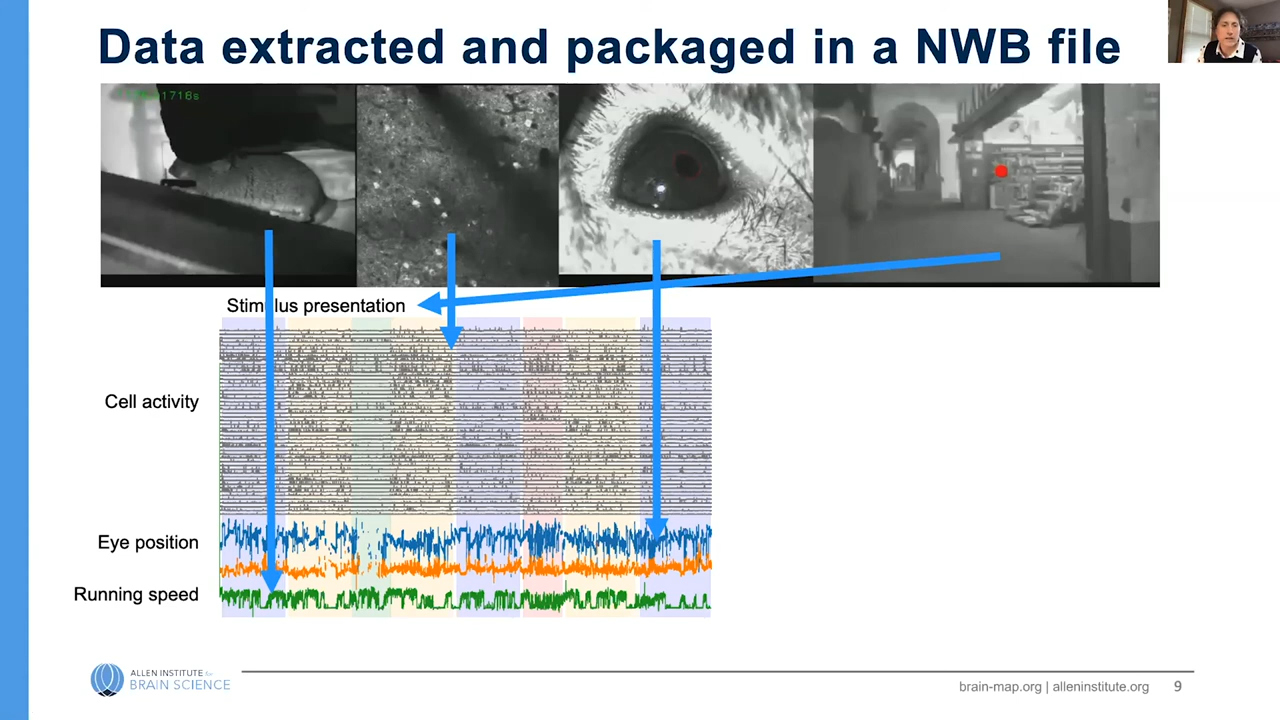 Data extracted and packaged in a NWB file
Stimulus presentation
Cell activity
Eye position
Running speed
ALLEN INSTITUTE for
BRAIN SCIENCE
brain-map.org | alleninstitute.org
9